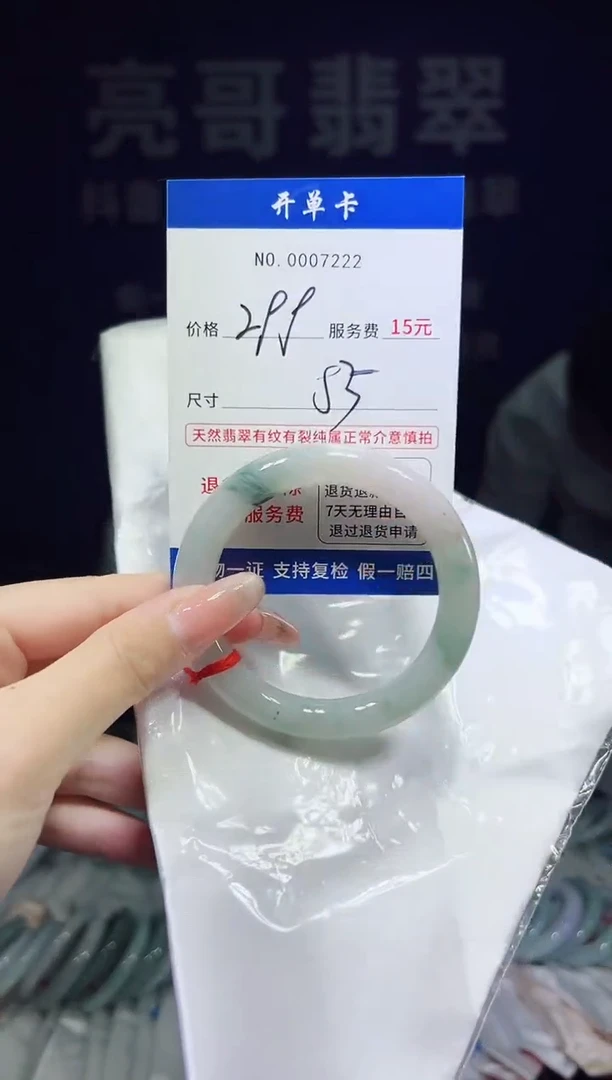 亮哥翡翠
开单卡
NO.0007222
价格 299 服务费 15元
尺寸 55
天然翡翠有纹有裂纯属正常介意慎拍
退
服务费
退货退
7天无理由
退过退货申请
一证 支持复检 假一赔四